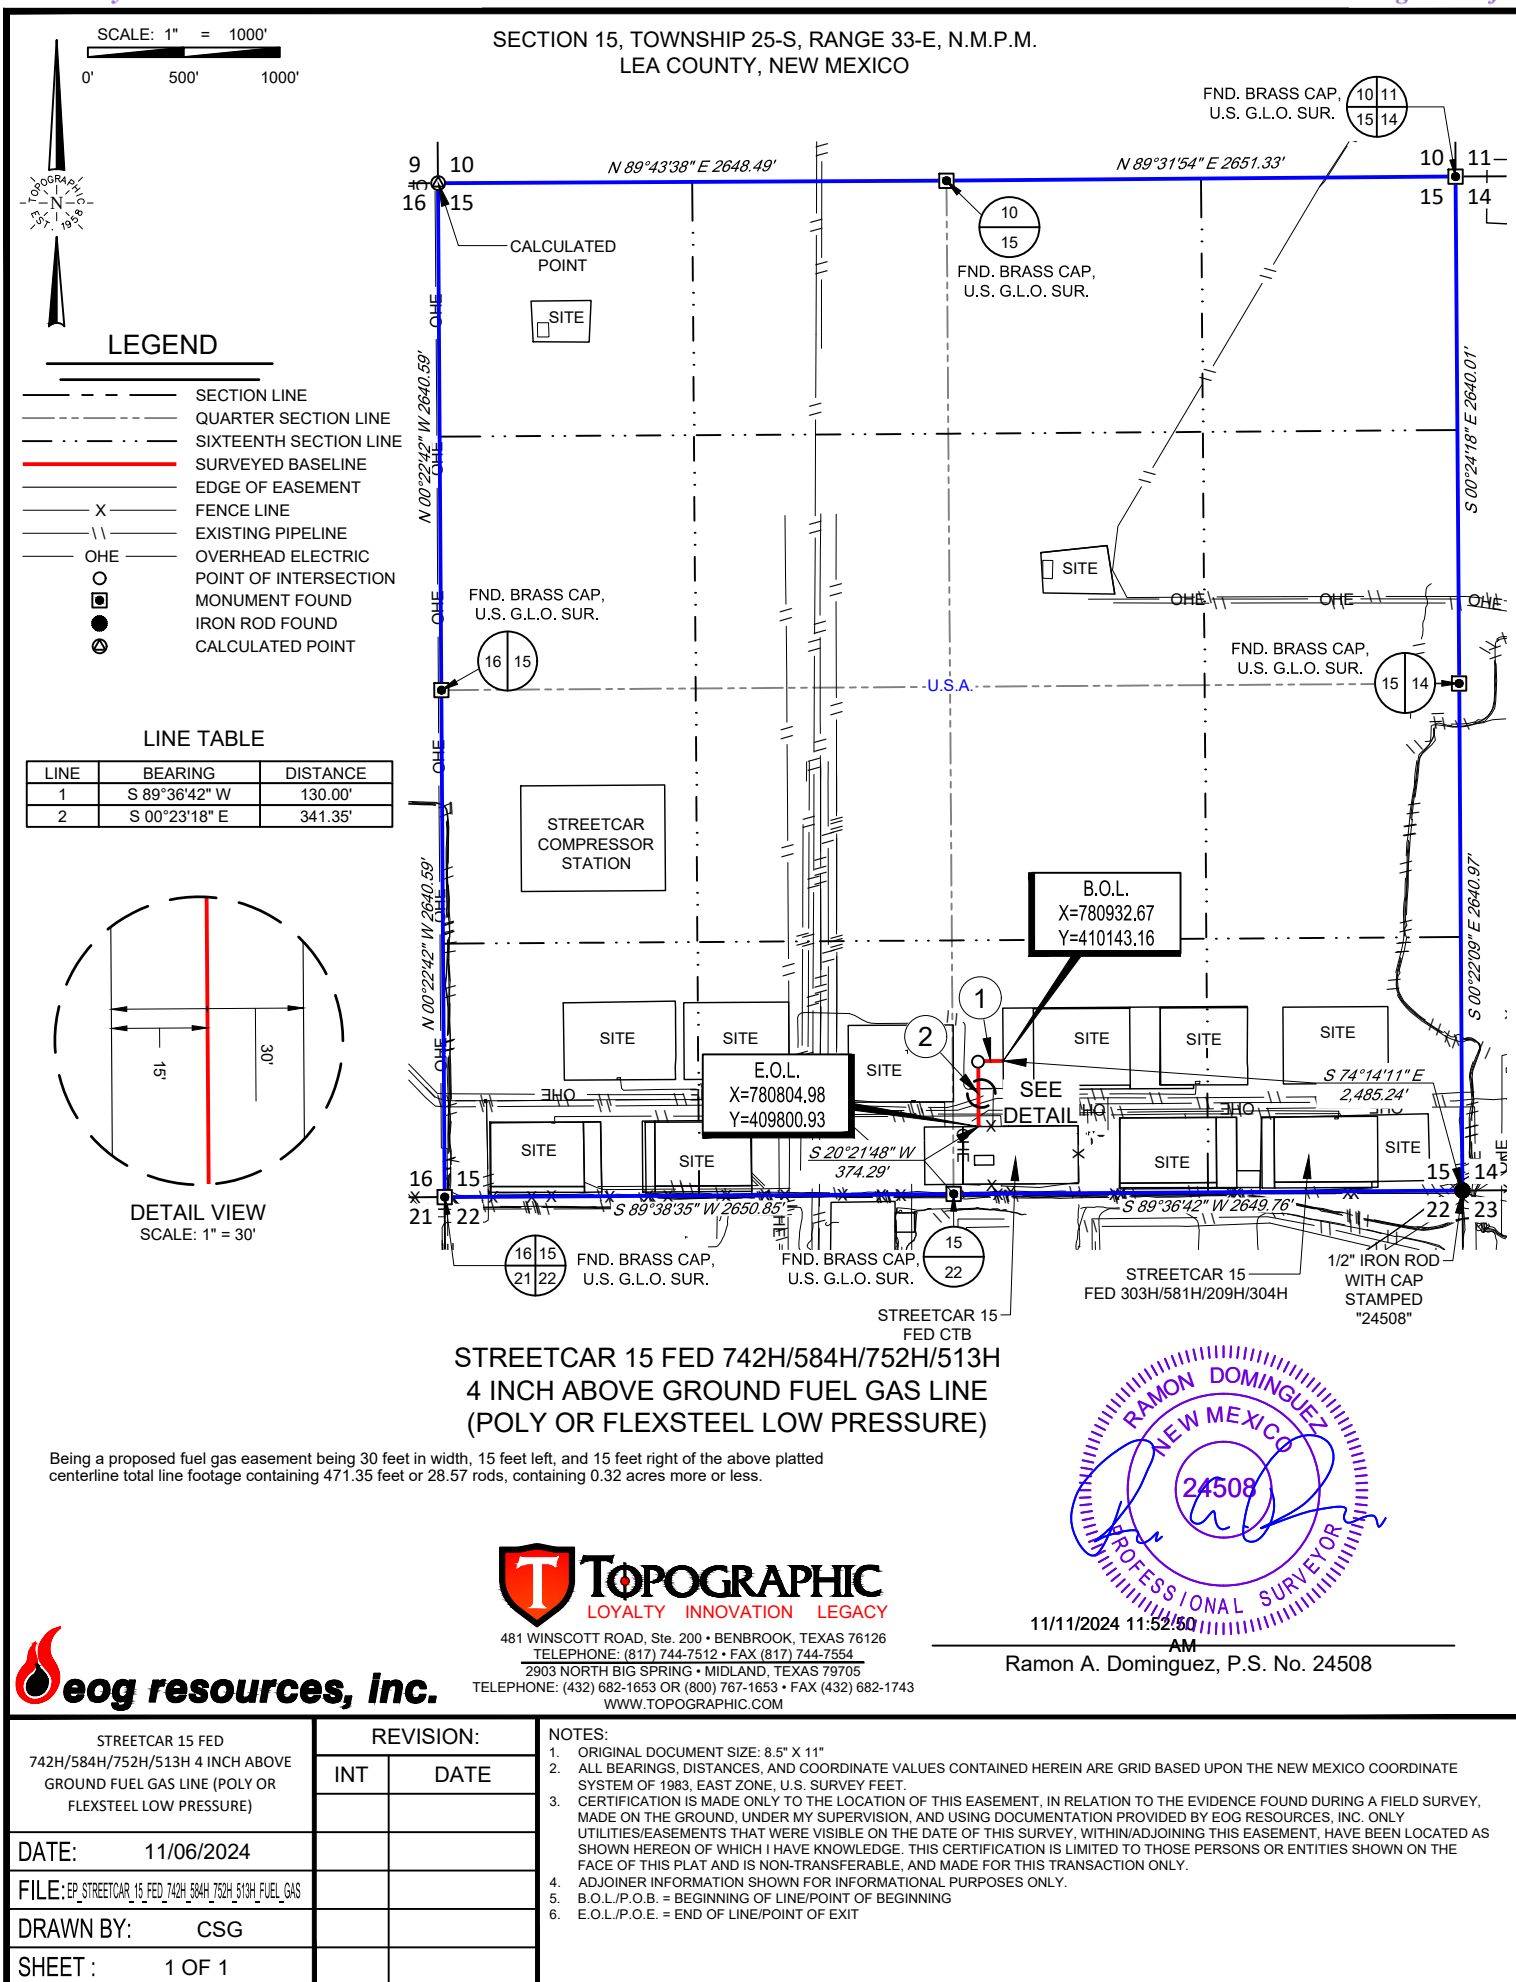 SCALE: 1" = 1000'
0' 500' 1000'
SECTION 15, TOWNSHIP 25-S, RANGE 33-E, N.M.P.M.
LEA COUNTY, NEW MEXICO
TOPOGRAPHIC
N
EST. 1958
FND. BRASS CAP,
U.S. G.L.O. SUR.
10 11
15 14
9 10
16 15
N 89°43'38" E 2648.49'
N 89°31'54" E 2651.33'
10 11
15 14
CALCULATED
POINT
10
15
FND. BRASS CAP,
U.S. G.L.O. SUR.
SITE
OHE
N 00°22'42" W 2640.59'
S 00°24'18" E 2640.01'
LEGEND
SECTION LINE
QUARTER SECTION LINE
SIXTEENTH SECTION LINE
SURVEYED BASELINE
EDGE OF EASEMENT
X FENCE LINE
\\ EXISTING PIPELINE
OHE OVERHEAD ELECTRIC
POINT OF INTERSECTION
MONUMENT FOUND
IRON ROD FOUND
CALCULATED POINT
OHE
SITE
OHE OHE OHE
FND. BRASS CAP,
U.S. G.L.O. SUR.
16 15
OHE
U.S.A.
FND. BRASS CAP,
U.S. G.L.O. SUR.
15 14
LINE TABLE
LINE BEARING DISTANCE
1 S 89°36'42" W 130.00'
2 S 00°23'18" E 341.35'
OHE
STREETCAR
COMPRESSOR
STATION
N 00°22'42" W 2640.59'
OHE
S 00°22'09" E 2640.97'
B.O.L.
X=780932.67
Y=410143.16
15'
30'
DETAIL VIEW
SCALE: 1" = 30'
1
2
SITE
SITE
SITE
SITE
SITE
SITE
OHE
E.O.L.
X=780804.98
Y=409800.93
SEE
DETAIL
S 74°14'11" E
2,485.24'
OHE
OHE
OHE
SITE
SITE
SITE
SITE
S 20°21'48" W
374.29'
16 15
21 22
S 89°38'35" W 2650.85'
S 89°36'42" W 2649.76'
15 14
22 23
16 15
21 22
FND. BRASS CAP,
U.S. G.L.O. SUR.
FND. BRASS CAP,
U.S. G.L.O. SUR.
15
22
STREETCAR 15
FED CTB
STREETCAR 15
FED 303H/581H/209H/304H
1/2" IRON ROD
WITH CAP
STAMPED
"24508"
STREETCAR 15 FED 742H/584H/752H/513H
4 INCH ABOVE GROUND FUEL GAS LINE
(POLY OR FLEXSTEEL LOW PRESSURE)
Being a proposed fuel gas easement being 30 feet in width, 15 feet left, and 15 feet right of the above platted
centerline total line footage containing 471.35 feet or 28.57 rods, containing 0.32 acres more or less.
RAMON DOMINGUEZ
NEW MEXICO
24508
PROFESSIONAL SURVEYOR
11/11/2024 11:52:50
AM
Ramon A. Dominguez, P.S. No. 24508
T TOPOGRAPHIC
LOYALTY INNOVATION LEGACY
481 WINSCOTT ROAD, Ste. 200 • BENBROOK, TEXAS 76126
TELEPHONE: (817) 744-7512 • FAX (817) 744-7554
2903 NORTH BIG SPRING • MIDLAND, TEXAS 79705
TELEPHONE: (432) 682-1653 OR (800) 767-1653 • FAX (432) 682-1743
WWW.TOPOGRAPHIC.COM
eog resources, inc.
STREETCAR 15 FED
742H/584H/752H/513H 4 INCH ABOVE
GROUND FUEL GAS LINE (POLY OR
FLEXSTEEL LOW PRESSURE)
REVISION:
INT DATE
DATE: 11/06/2024
FILE: EP_STREETCAR_15_FED_742H_584H_752H_513H_FUEL_GAS
DRAWN BY: CSG
SHEET : 1 OF 1
NOTES:
1. ORIGINAL DOCUMENT SIZE: 8.5" X 11"
2. ALL BEARINGS, DISTANCES, AND COORDINATE VALUES CONTAINED HEREIN ARE GRID BASED UPON THE NEW MEXICO COORDINATE
SYSTEM OF 1983, EAST ZONE, U.S. SURVEY FEET.
3. CERTIFICATION IS MADE ONLY TO THE LOCATION OF THIS EASEMENT, IN RELATION TO THE EVIDENCE FOUND DURING A FIELD SURVEY,
MADE ON THE GROUND, UNDER MY SUPERVISION, AND USING DOCUMENTATION PROVIDED BY EOG RESOURCES, INC. ONLY
UTILITIES/EASEMENTS THAT WERE VISIBLE ON THE DATE OF THIS SURVEY, WITHIN/ADJOINING THIS EASEMENT, HAVE BEEN LOCATED AS
SHOWN HEREON OF WHICH I HAVE KNOWLEDGE. THIS CERTIFICATION IS LIMITED TO THOSE PERSONS OR ENTITIES SHOWN ON THE
FACE OF THIS PLAT AND IS NON-TRANSFERABLE, AND MADE FOR THIS TRANSACTION ONLY.
4. ADJOINER INFORMATION SHOWN FOR INFORMATIONAL PURPOSES ONLY.
5. B.O.L./P.O.B. = BEGINNING OF LINE/POINT OF BEGINNING
6. E.O.L./P.O.E. = END OF LINE/POINT OF EXIT